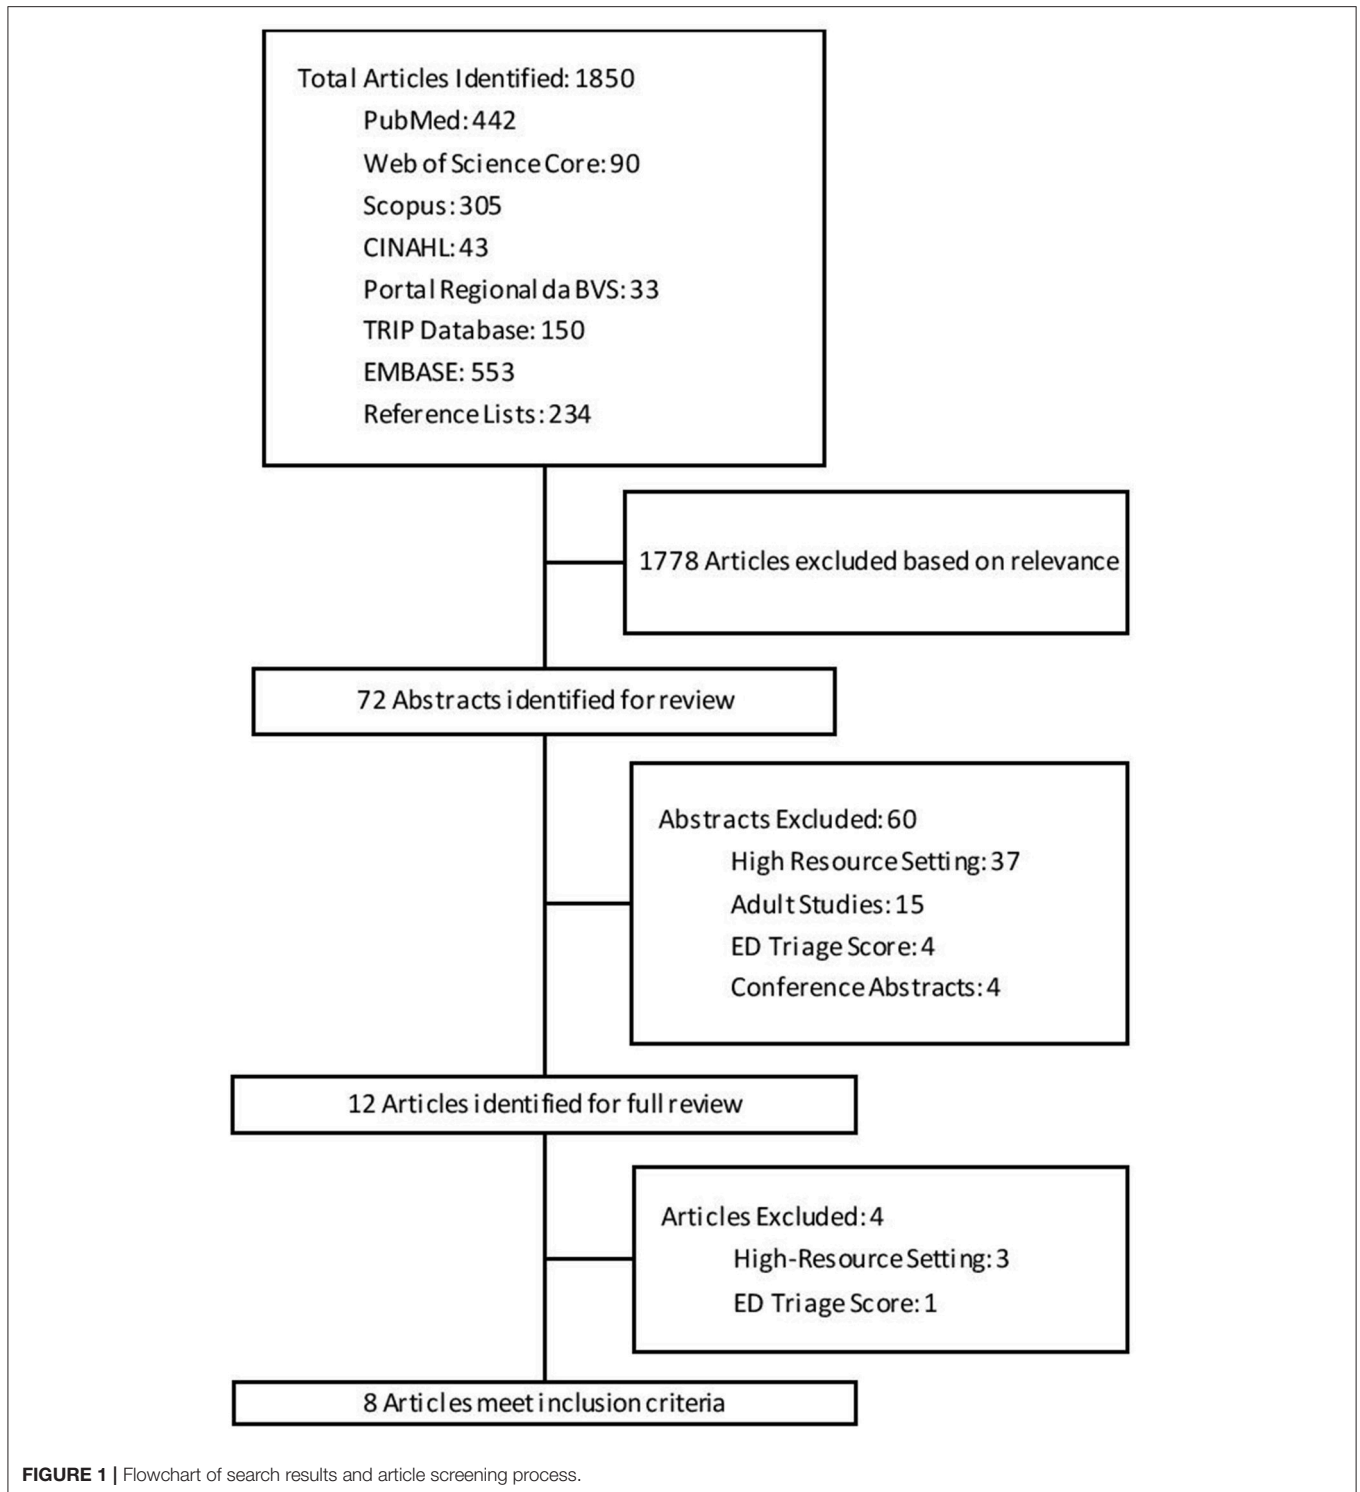 Total Articles Identified: 1850
PubMed: 442
Web of Science Core: 90
Scopus: 305
CINAHL: 43
Portal Regional da BVS: 33
TRIP Database: 150
EMBASE: 553
Reference Lists: 234
1778 Articles excluded based on relevance
72 Abstracts identified for review
Abstracts Excluded: 60
High Resource Setting: 37
Adult Studies: 15
ED Triage Score: 4
Conference Abstracts: 4
12 Articles identified for full review
Articles Excluded: 4
High-Resource Setting: 3
ED Triage Score: 1
8 Articles meet inclusion criteria
FIGURE 1 | Flowchart of search results and article screening process.